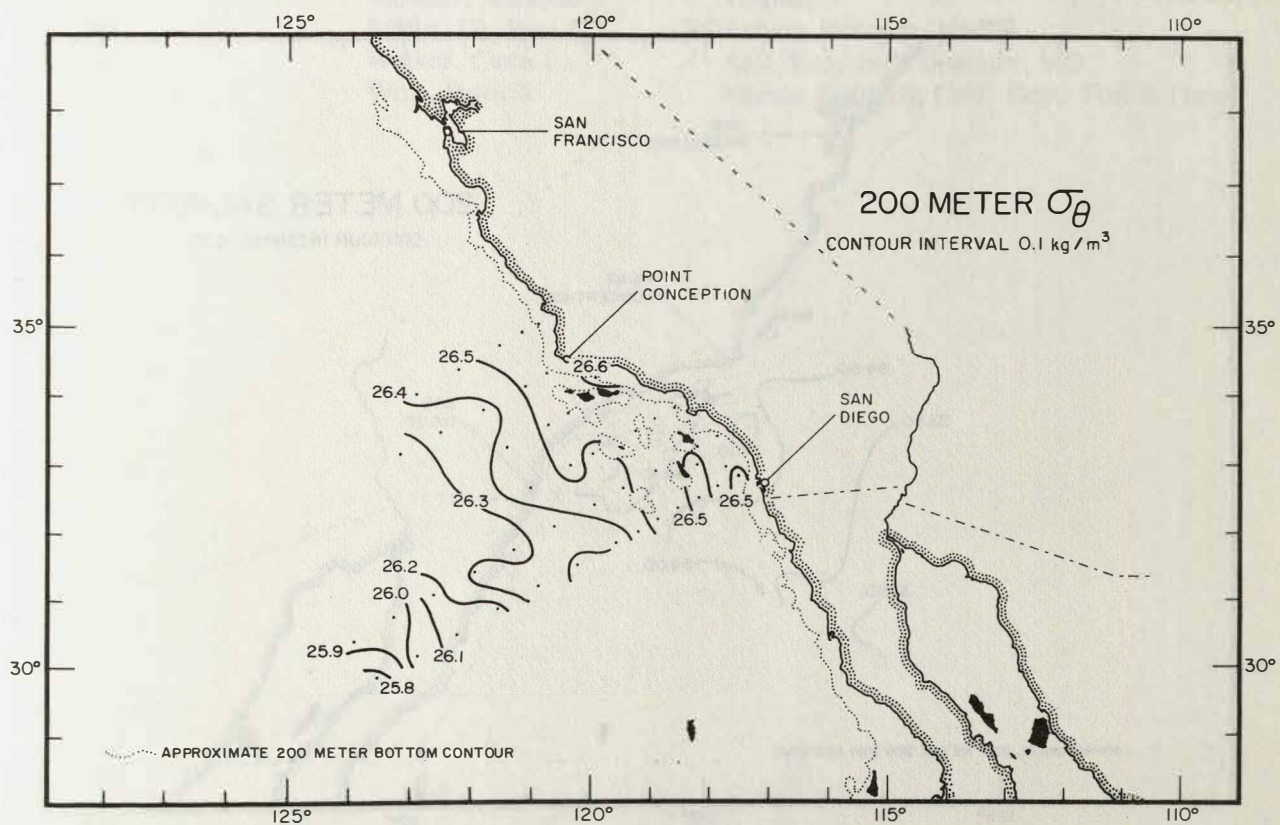 125°
120°
115°
110°
SAN
FRANCISCO
200 METER σθ
CONTOUR INTERVAL 0.1 kg/m³
POINT
CONCEPTION
35°
35°
26.6
26.5
26.4
SAN
DIEGO
26.3
26.5
26.5
26.2
26.0
25.9
26.1
25.8
30°
30°
APPROXIMATE 200 METER BOTTOM CONTOUR
125°
120°
115°
110°